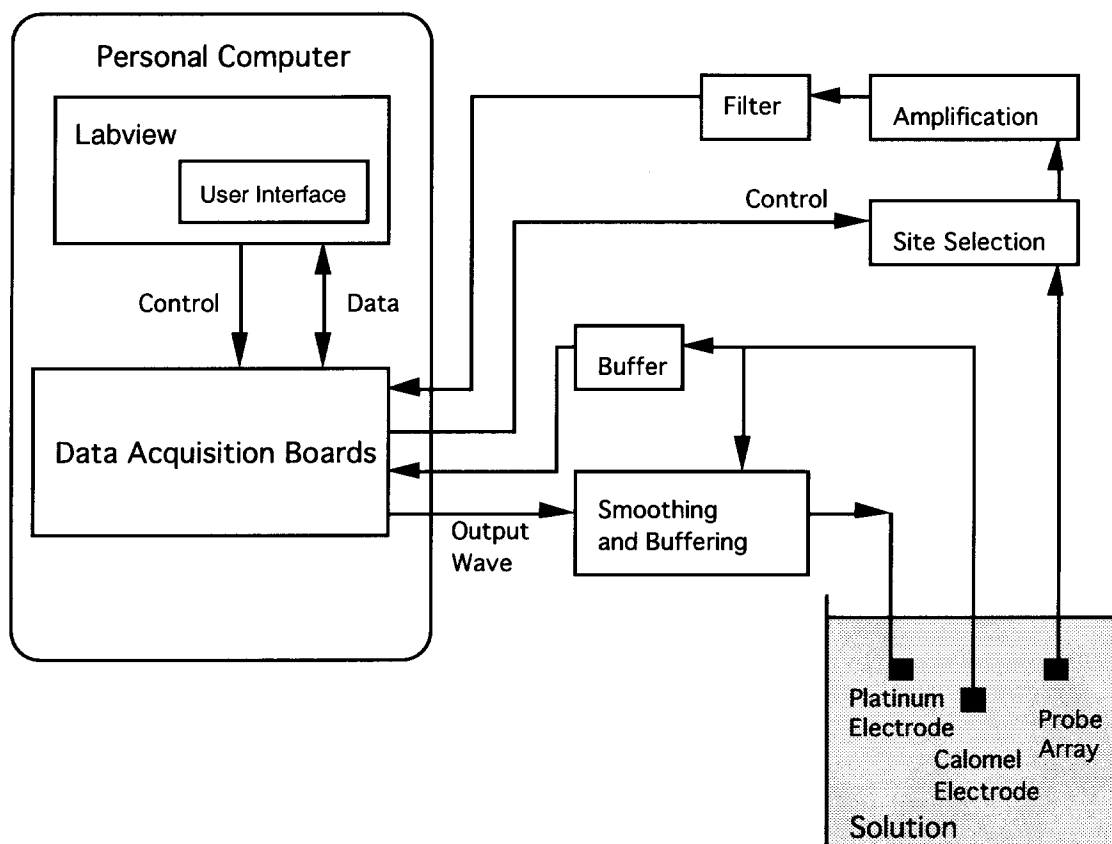 Personal Computer
Labview
User Interface
Control
Data
Data Acquisition Boards
Filter
Amplification
Control
Site Selection
Buffer
Output
Wave
Smoothing
and Buffering
Platinum
Electrode
Calomel
Electrode
Probe
Array
Solution